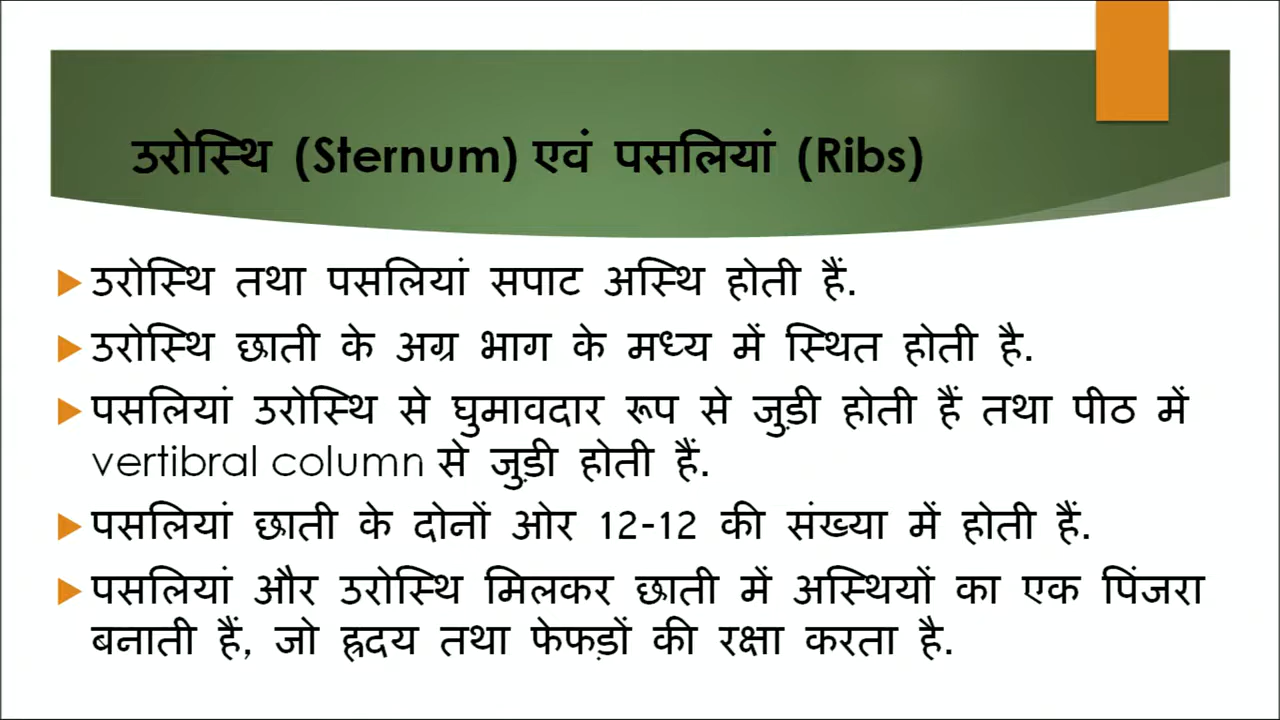 उरोस्थि (Sternum) एवं पसलियां (Ribs)
उरोस्थि तथा पसलियां सपाट अस्थि होती हैं.
उरोस्थि छाती के अग्र भाग के मध्य में स्थित होती है.
पसलियां उरोस्थि से घुमावदार रूप से जुड़ी होती हैं तथा पीठ में
vertibral column से जुड़ी होती हैं.
पसलियां छाती के दोनों ओर 12-12 की संख्या में होती हैं.
पसलियां और उरोस्थि मिलकर छाती में अस्थियों का एक पिंजरा
बनाती हैं, जो ह्रदय तथा फेफड़ों की रक्षा करता है.